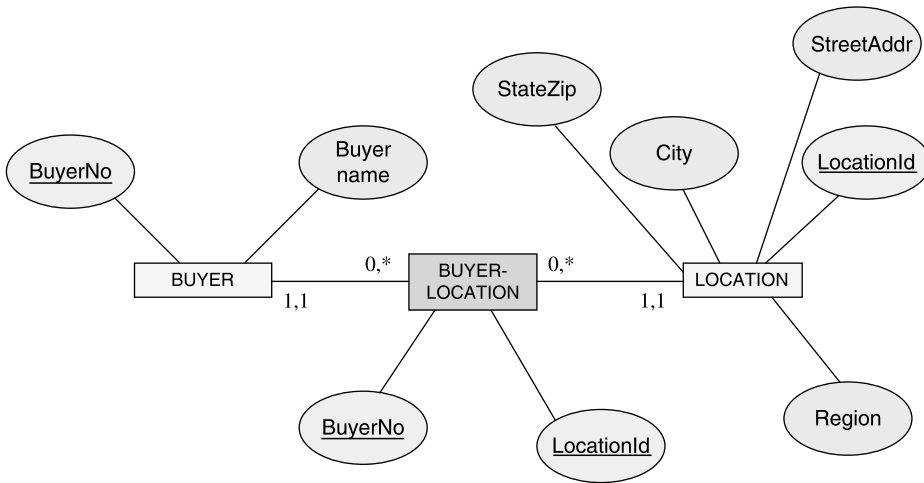 StreetAddr
StateZip
Buyer
name
City
BuyerNo
LocationId
0,*
BUYER-
LOCATION
0,*
BUYER
LOCATION
1,1
1,1
BuyerNo
LocationId
Region